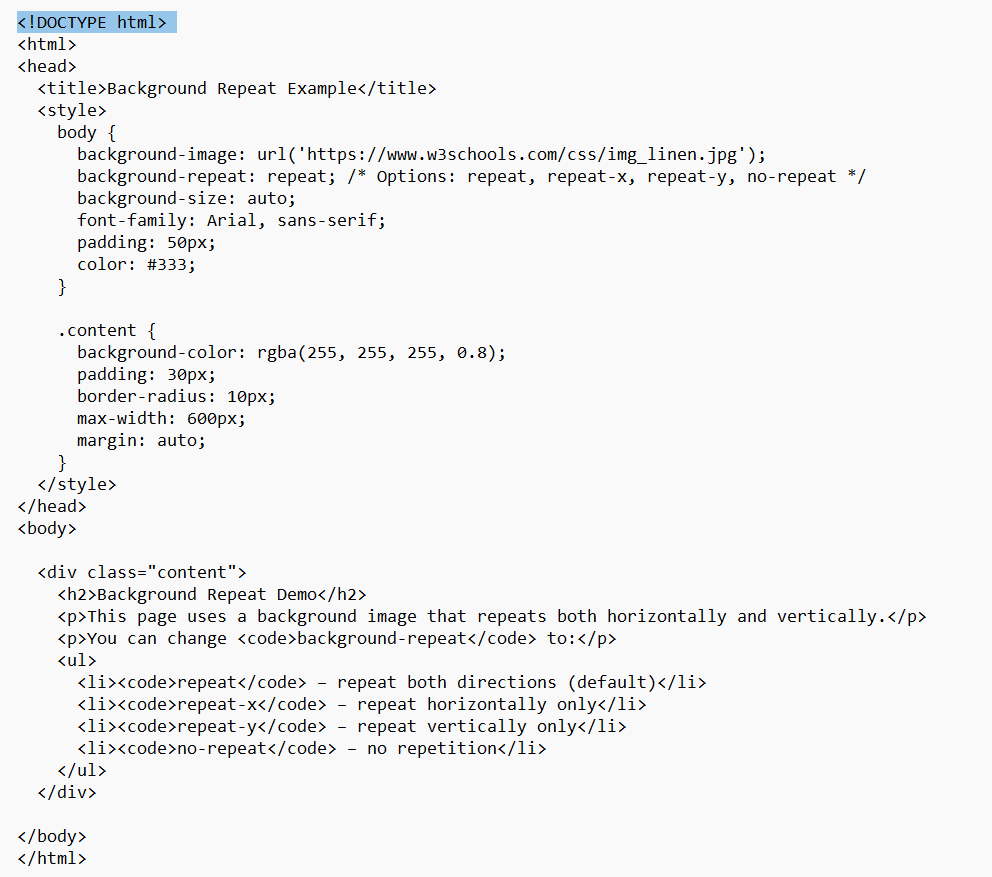 <!DOCTYPE html>
<html>
<head>
  <title>Background Repeat Example</title>
  <style>
    body {
      background-image: url('https://www.w3schools.com/css/img_linen.jpg');
      background-repeat: repeat; /* Options: repeat, repeat-x, repeat-y, no-repeat */
      background-size: auto;
      font-family: Arial, sans-serif;
      padding: 50px;
      color: #333;
    }

    .content {
      background-color: rgba(255, 255, 255, 0.8);
      padding: 30px;
      border-radius: 10px;
      max-width: 600px;
      margin: auto;
    }
  </style>
</head>
<body>

  <div class="content">
    <h2>Background Repeat Demo</h2>
    <p>This page uses a background image that repeats both horizontally and vertically.</p>
    <p>You can change <code>background-repeat</code> to:</p>
    <ul>
      <li><code>repeat</code> – repeat both directions (default)</li>
      <li><code>repeat-x</code> – repeat horizontally only</li>
      <li><code>repeat-y</code> – repeat vertically only</li>
      <li><code>no-repeat</code> – no repetition</li>
    </ul>
  </div>

</body>
</html>